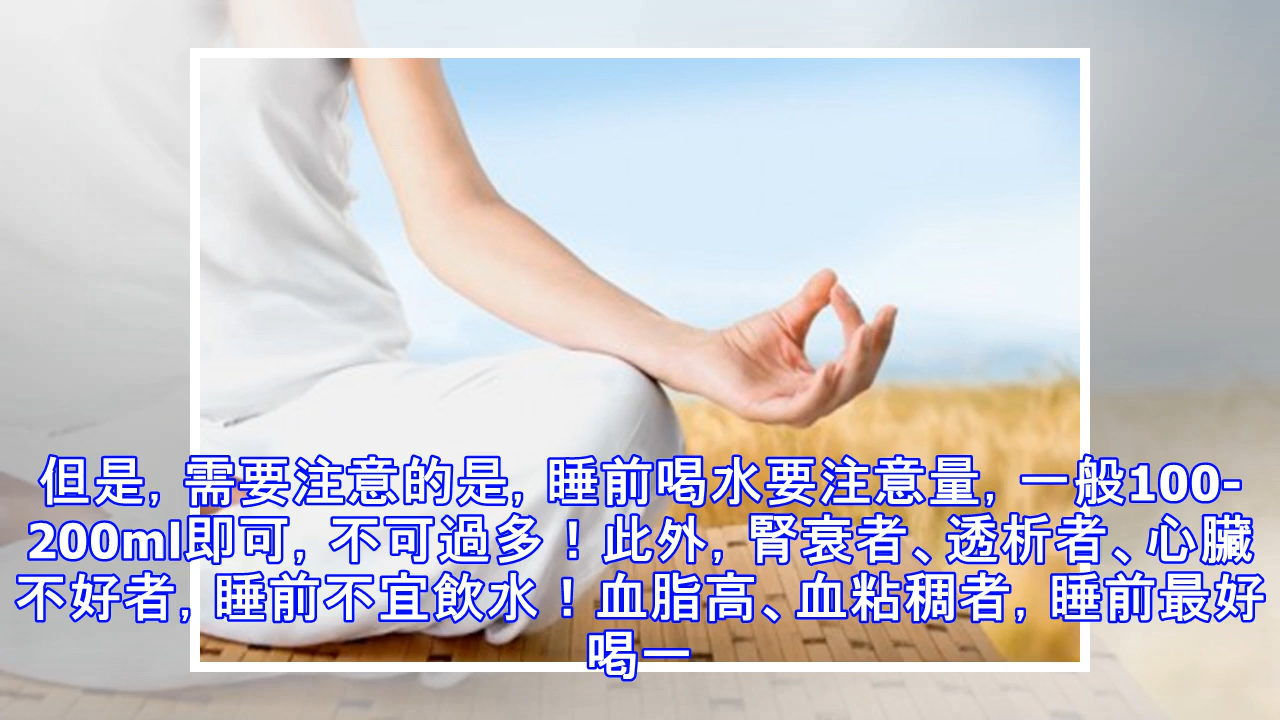 但是, 需要注意的是, 睡前喝水要注意量, 一般100-
200ml即可, 不可過多！此外, 腎衰者、透析者、心臟
不好者, 睡前不宜飲水！血脂高、血粘稠者, 睡前最好
喝一